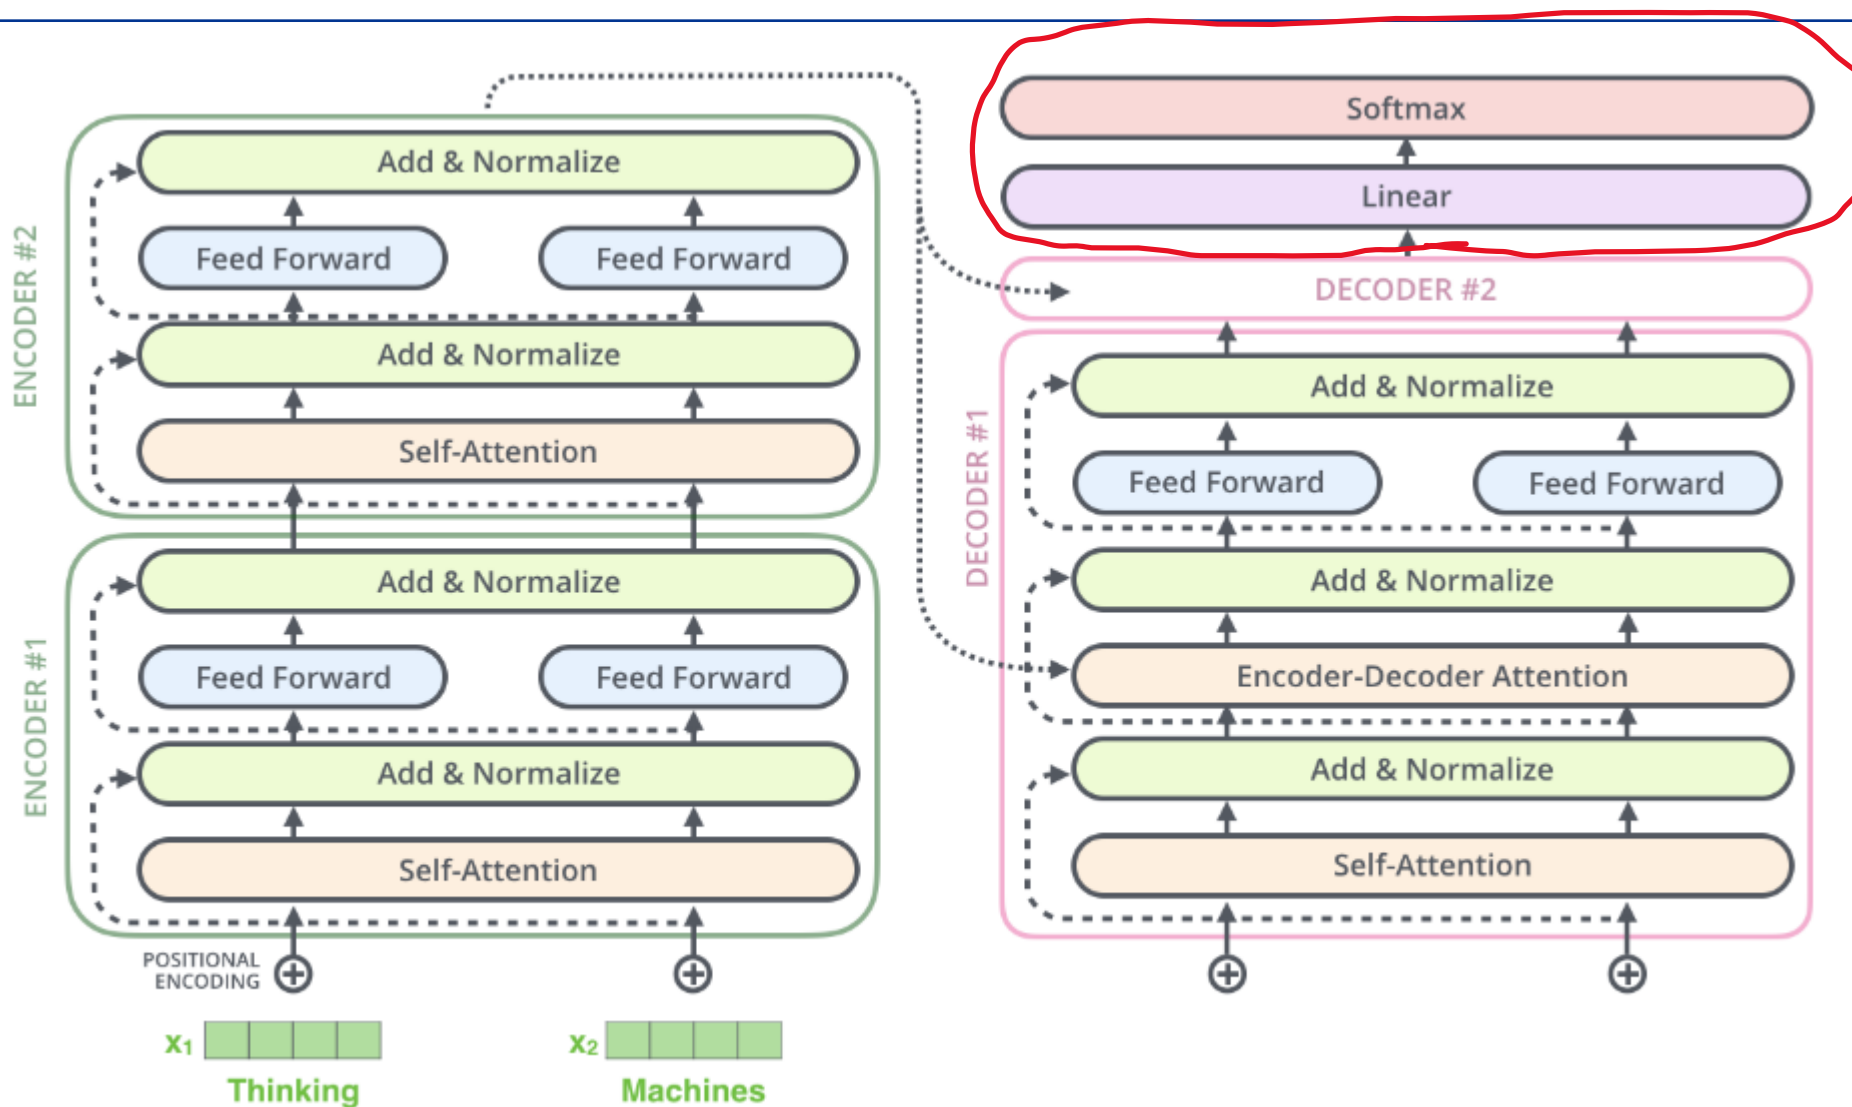 ENCODER #2
Add & Normalize
Feed Forward Feed Forward
Add & Normalize
Self-Attention
ENCODER #1
Add & Normalize
Feed Forward Feed Forward
Add & Normalize
Self-Attention
POSITIONAL
ENCODING
x1 x2
Thinking Machines
Softmax
Linear
DECODER #2
DECODER #1
Add & Normalize
Feed Forward Feed Forward
Add & Normalize
Encoder-Decoder Attention
Add & Normalize
Self-Attention